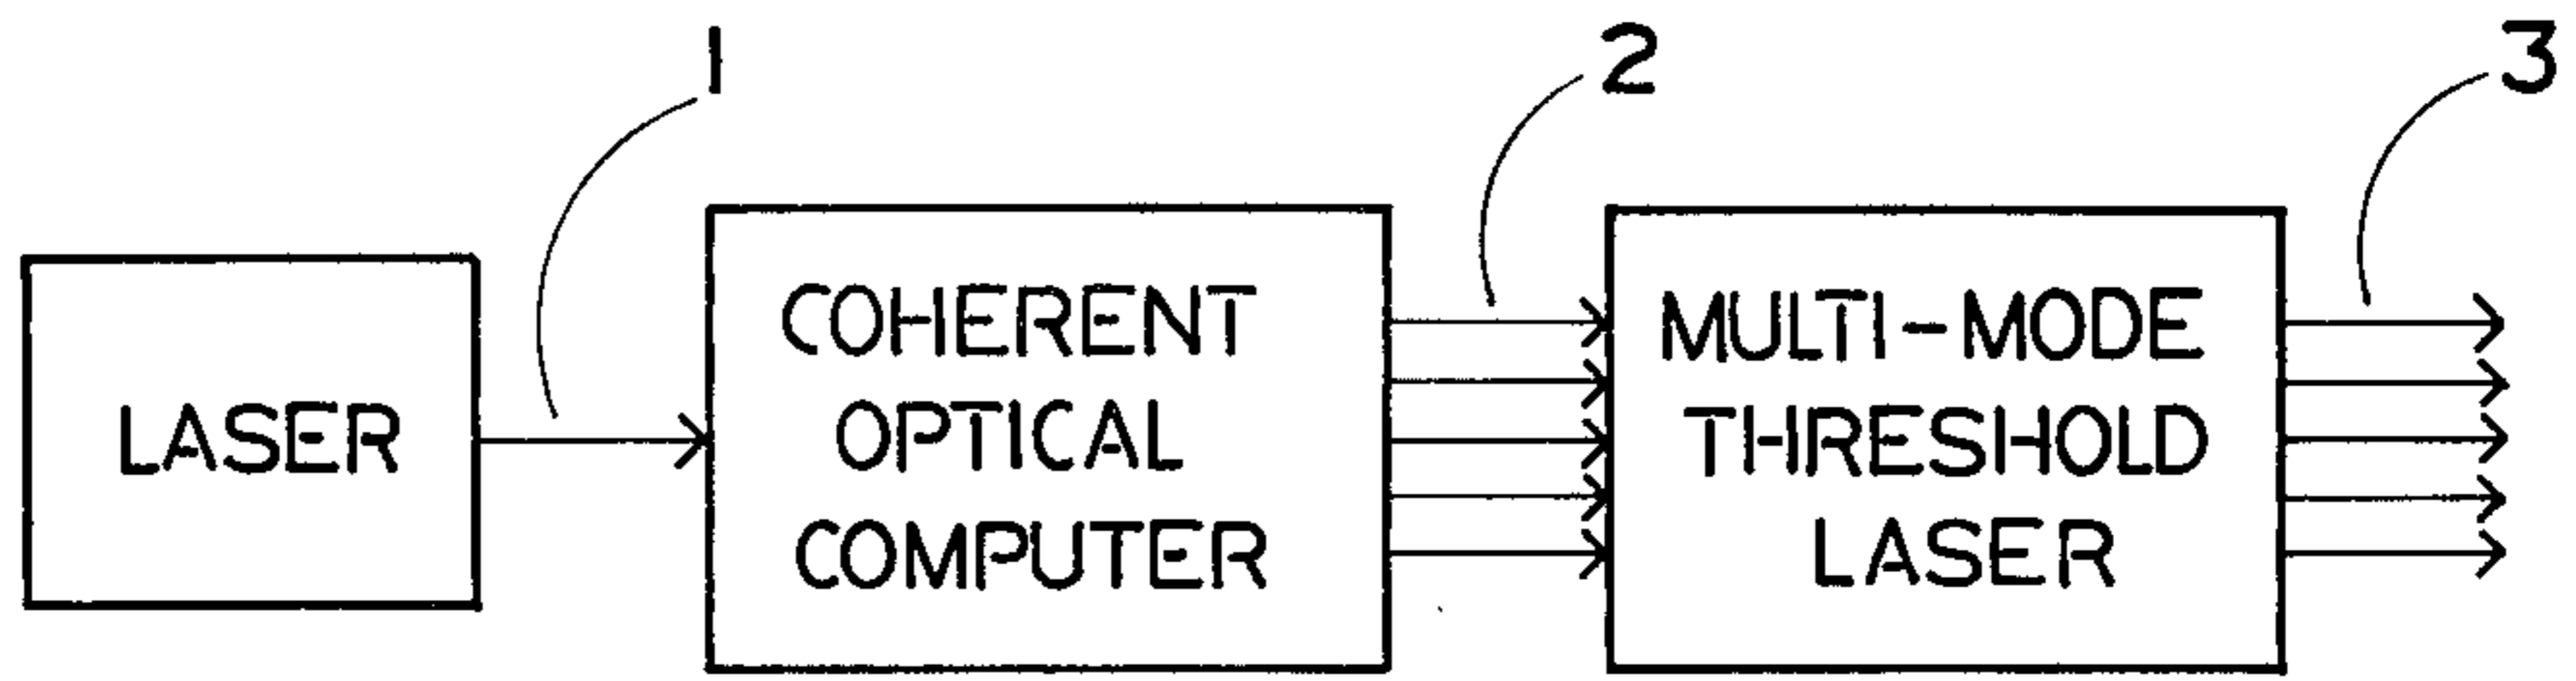 1
2
3
LASER
COHERENT
OPTICAL
COMPUTER
MULTI-MODE
THRESHOLD
LASER